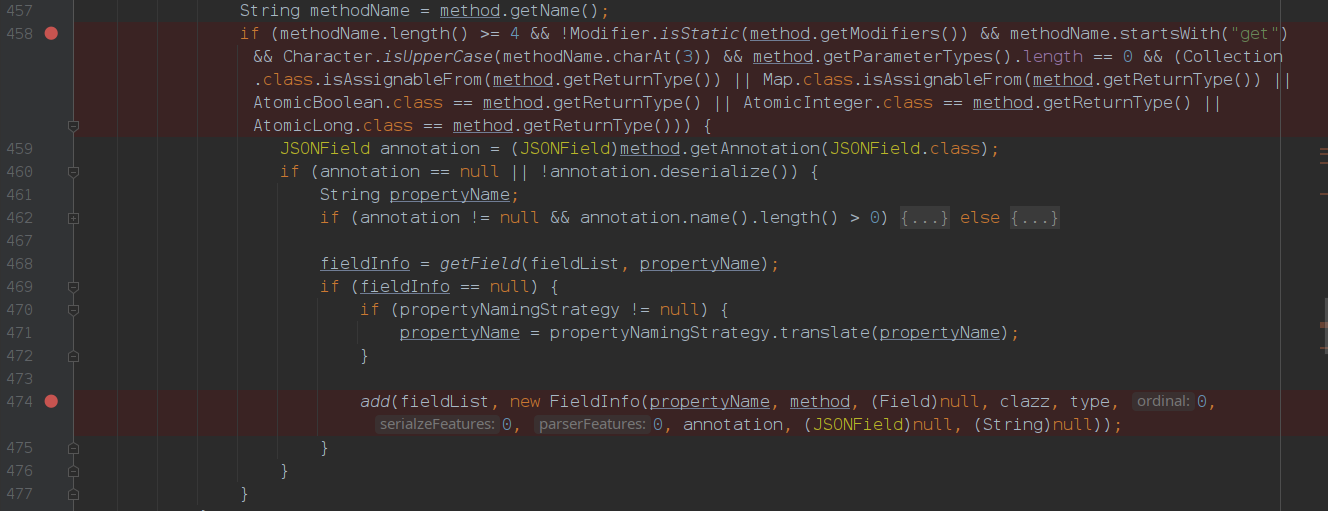 457 String methodName = method.getName();
458 if (methodName.length() >= 4 && !Modifier.isStatic(method.getModifiers()) && methodName.startsWith("get")
&& Character.isUpperCase(methodName.charAt(3)) && method.getParameterTypes().length == 0 && (Collection
.class.isAssignableFrom(method.getReturnType()) || Map.class.isAssignableFrom(method.getReturnType()) ||
AtomicBoolean.class == method.getReturnType() || AtomicInteger.class == method.getReturnType() ||
AtomicLong.class == method.getReturnType())) {
459 JSONField annotation = (JSONField)method.getAnnotation(JSONField.class);
460 if (annotation == null || !annotation.deserialize()) {
461 String propertyName;
462 if (annotation != null && annotation.name().length() > 0) {...} else {...}
467
468 fieldInfo = getField(fieldList, propertyName);
469 if (fieldInfo == null) {
470 if (propertyNamingStrategy != null) {
471 propertyName = propertyNamingStrategy.translate(propertyName);
472 }
473
474 add(fieldList, new FieldInfo(propertyName, method, (Field)null, clazz, type, ordinal: 0,
serialzeFeatures: 0, parserFeatures: 0, annotation, (JSONField)null, (String)null));
475 }
476 }
477 }